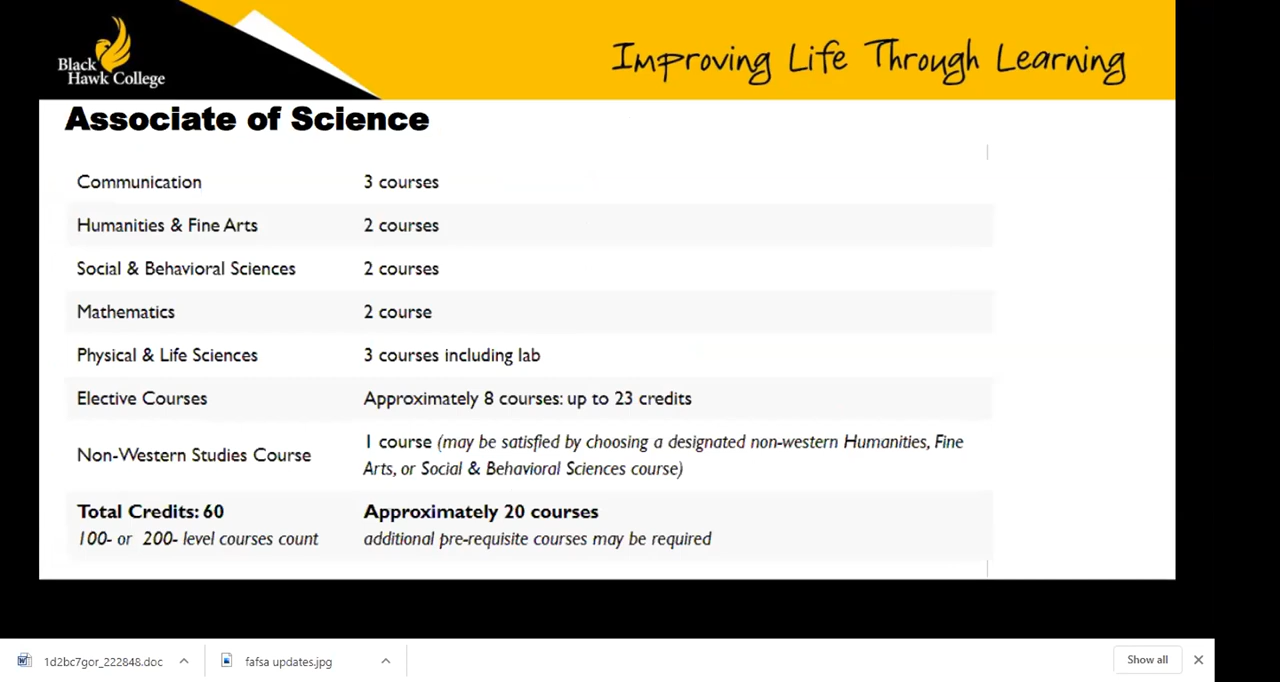 Black
Hawk College
Improving Life Through Learning
Associate of Science
Communication 3 courses
Humanities & Fine Arts 2 courses
Social & Behavioral Sciences 2 courses
Mathematics 2 course
Physical & Life Sciences 3 courses including lab
Elective Courses Approximately 8 courses: up to 23 credits
Non-Western Studies Course 1 course (may be satisfied by choosing a designated non-western Humanities, Fine
Arts, or Social & Behavioral Sciences course)
Total Credits: 60 Approximately 20 courses
100- or 200- level courses count additional pre-requisite courses may be required
1d2bc7gor_222848.doc fafsa updates.jpg Show all